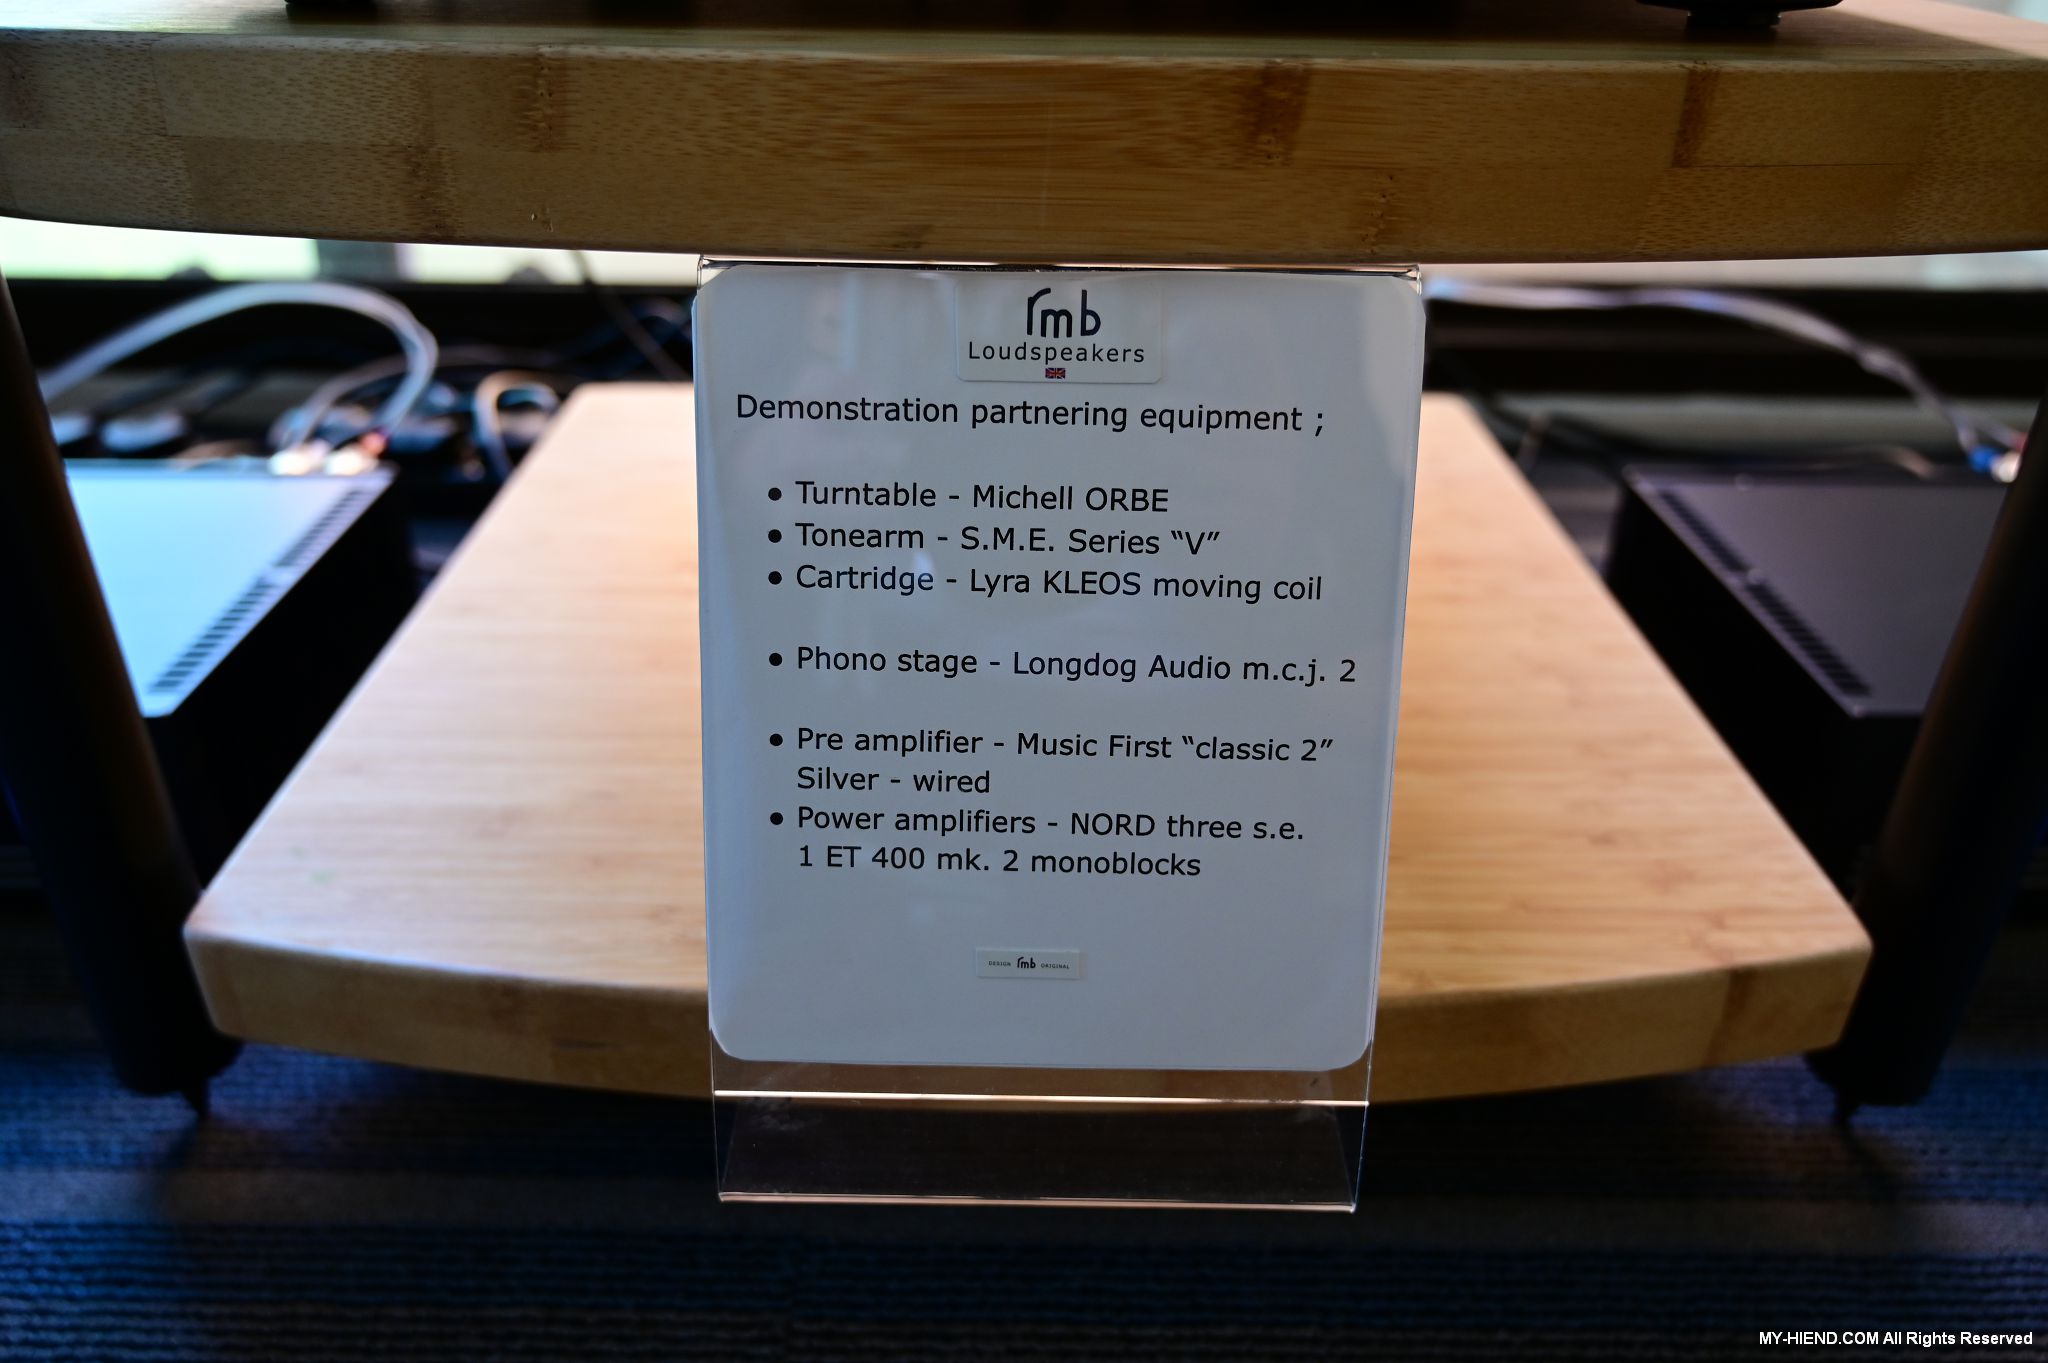 rmb
Loudspeakers
Demonstration partnering equipment ;
• Turntable - Michell ORBE
• Tonearm - S.M.E. Series “V”
• Cartridge - Lyra KLEOS moving coil
• Phono stage - Longdog Audio m.c.j. 2
• Pre amplifier - Music First “classic 2”
Silver - wired
• Power amplifiers - NORD three s.e.
1 ET 400 mk. 2 monoblocks
DESIGN rmb ORIGINAL
MY-HIEND.COM All Rights Reserved